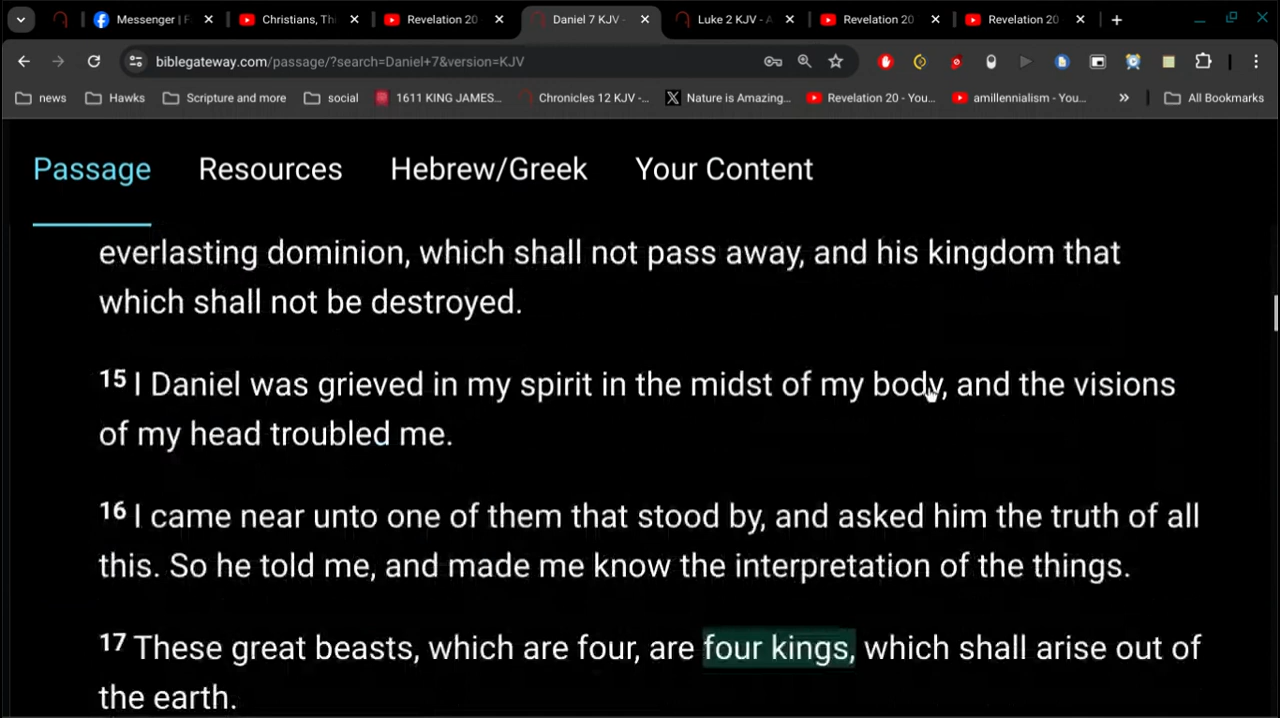 Messenger | F
Christians, Th
Revelation 20
Daniel 7 KJV -
Luke 2 KJV - A
Revelation 20
Revelation 20
biblegateway.com/passage/?search=Daniel+7&version=KJV
news
Hawks
Scripture and more
social
1611 KING JAMES...
Chronicles 12 KJV -...
Nature is Amazing...
Revelation 20 - You...
amillennialism - You...
»
All Bookmarks
Passage
Resources
Hebrew/Greek
Your Content
everlasting dominion, which shall not pass away, and his kingdom that
which shall not be destroyed.
15 I Daniel was grieved in my spirit in the midst of my body, and the visions
of my head troubled me.
16 I came near unto one of them that stood by, and asked him the truth of all
this. So he told me, and made me know the interpretation of the things.
17 These great beasts, which are four, are four kings, which shall arise out of
the earth.